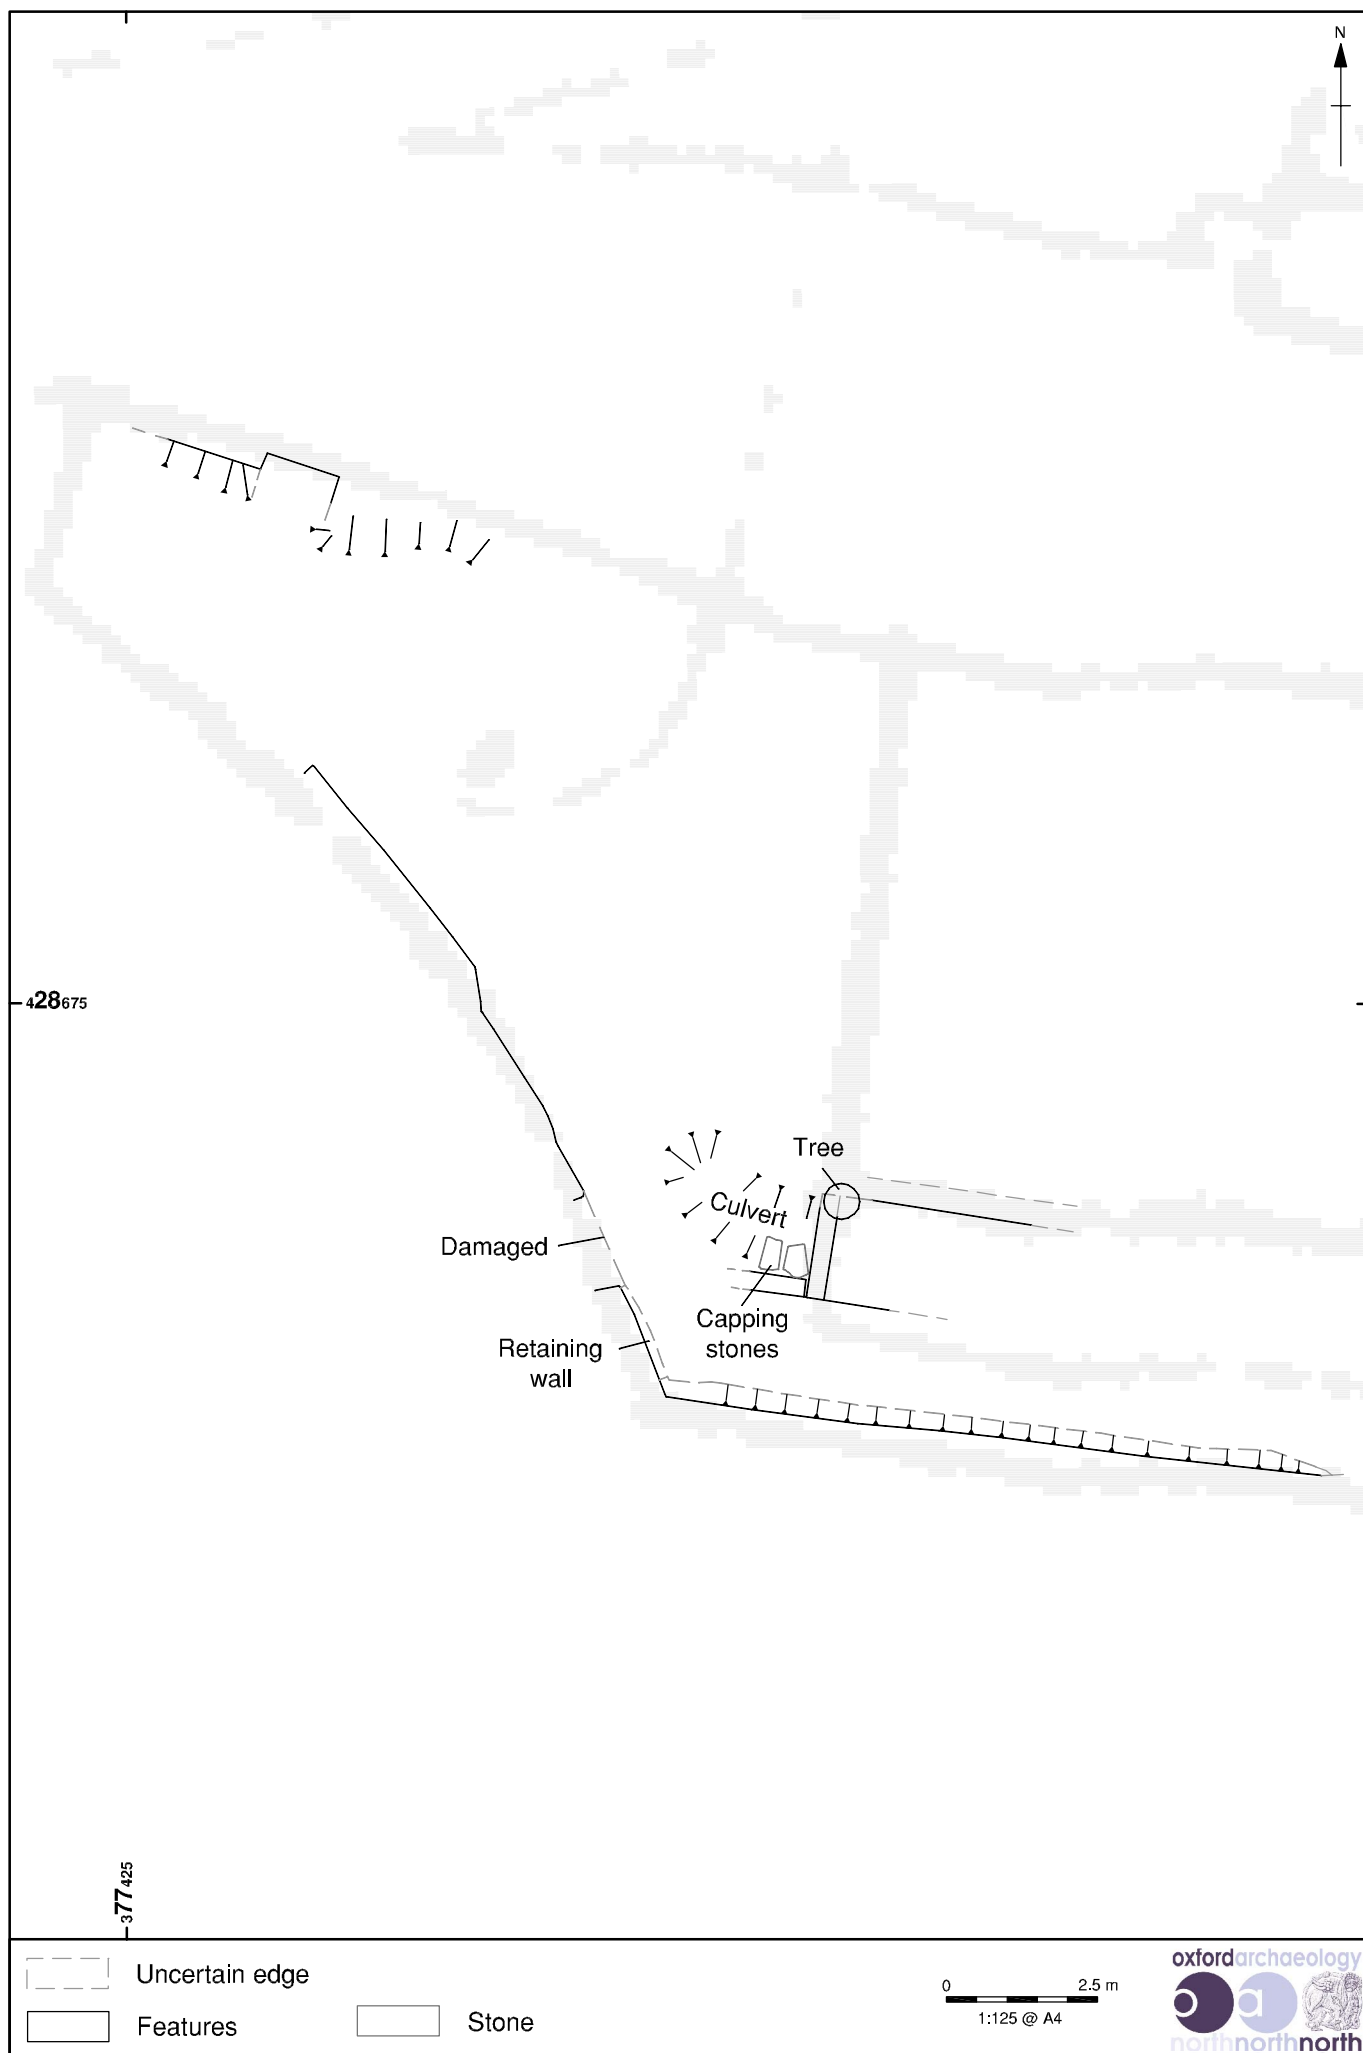 N
428675
Tree
Culvert
Damaged
Capping
stones
Retaining
wall
377425
Uncertain edge
Features
Stone
0 2.5 m
1:125 @ A4
oxfordarchaeology
oa
northnorthnorth